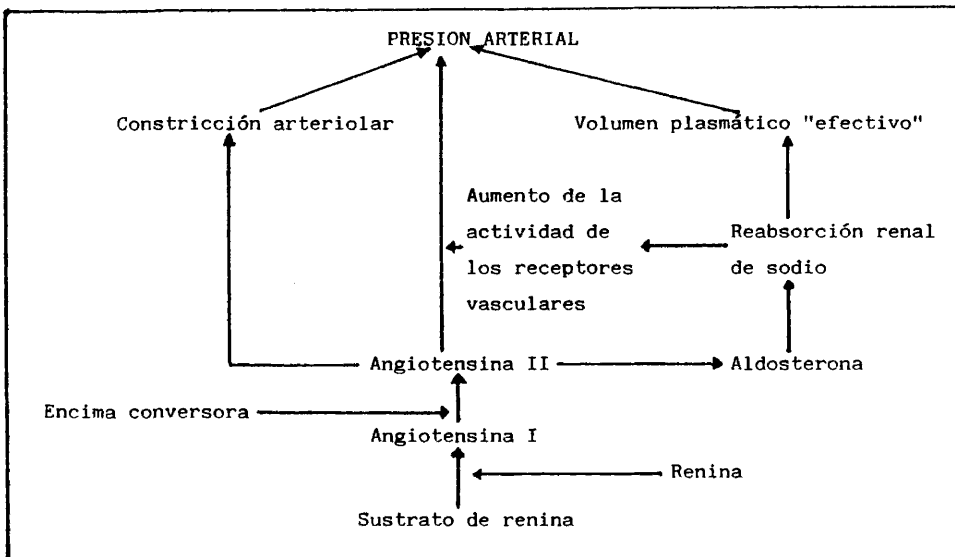 PRESION ARTERIAL
Constricción arteriolar
Volumen plasmático "efectivo"
Aumento de la
actividad de
los receptores
vasculares
Reabsorción renal
de sodio
Angiotensina II
Aldosterona
Encima conversora
Angiotensina I
Renina
Sustrato de renina